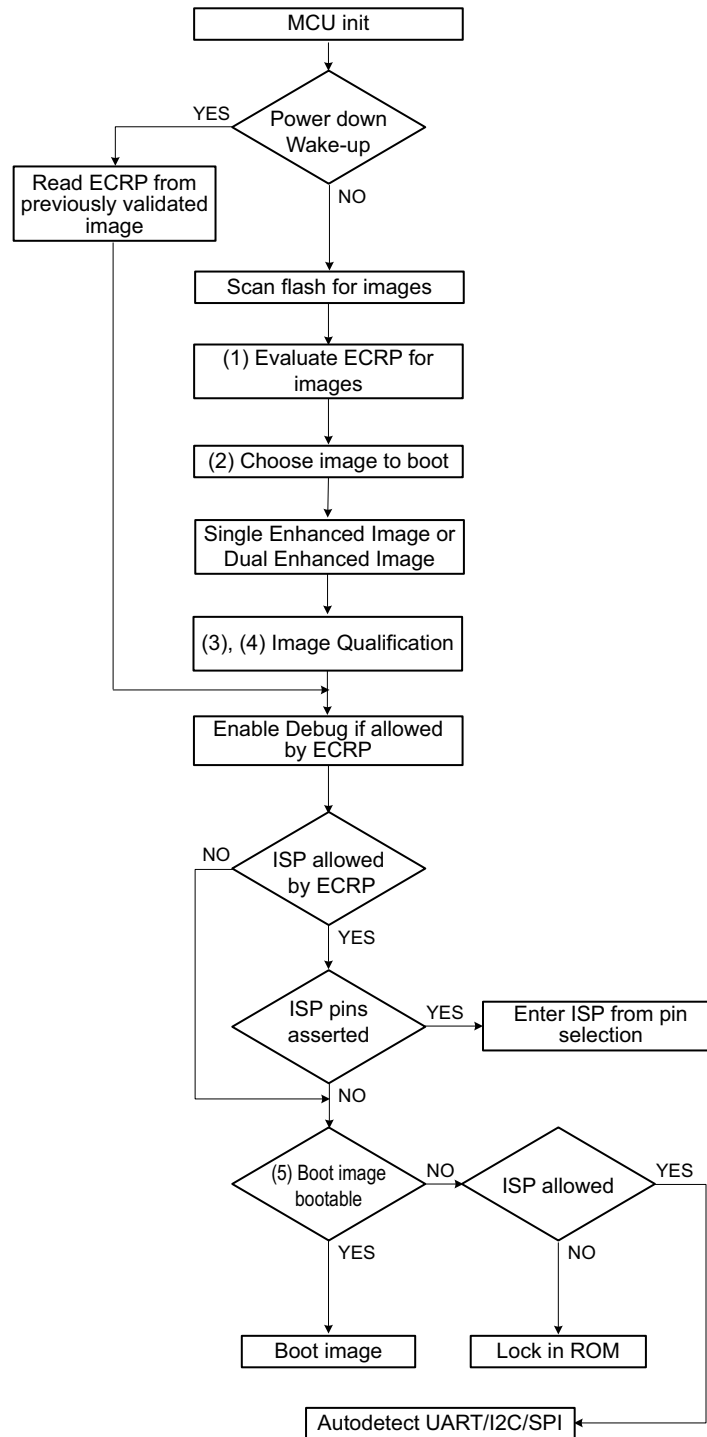 MCU init
YES
Power down
Wake-up
Read ECRP from
previously validated
image
NO
Scan flash for images
(1) Evaluate ECRP for
images
(2) Choose image to boot
Single Enhanced Image or
Dual Enhanced Image
(3), (4) Image Qualification
Enable Debug if allowed
by ECRP
NO
ISP allowed
by ECRP
YES
ISP pins
asserted
YES
Enter ISP from pin
selection
NO
(5) Boot image
bootable
NO
ISP allowed
YES
YES
NO
Boot image
Lock in ROM
Autodetect UART/I2C/SPI